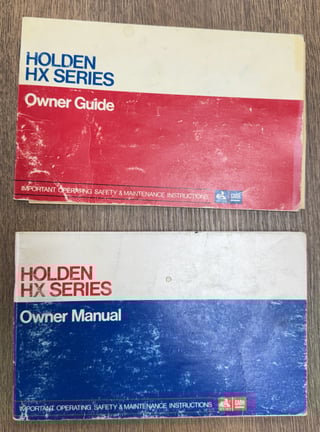 HOLDEN
HX SERIES
Owner Guide
IMPORTANT OPERATING SAFETY & MAINTENANCE INSTRUCTIONS
HOLDEN
HX SERIES
Owner Manual
IMPORTANT OPERATING SAFETY & MAINTENANCE INSTRUCTIONS